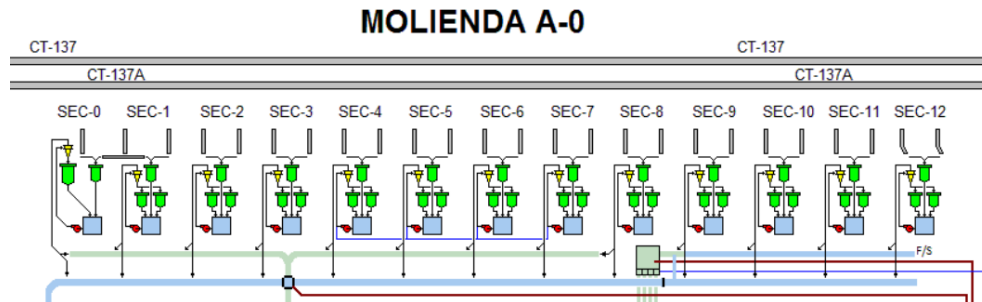 MOLIENDA A-0
CT-137 CT-137
CT-137A CT-137A
SEC-0 SEC-1 SEC-2 SEC-3 SEC-4 SEC-5 SEC-6 SEC-7 SEC-8 SEC-9 SEC-10 SEC-11 SEC-12
F/S